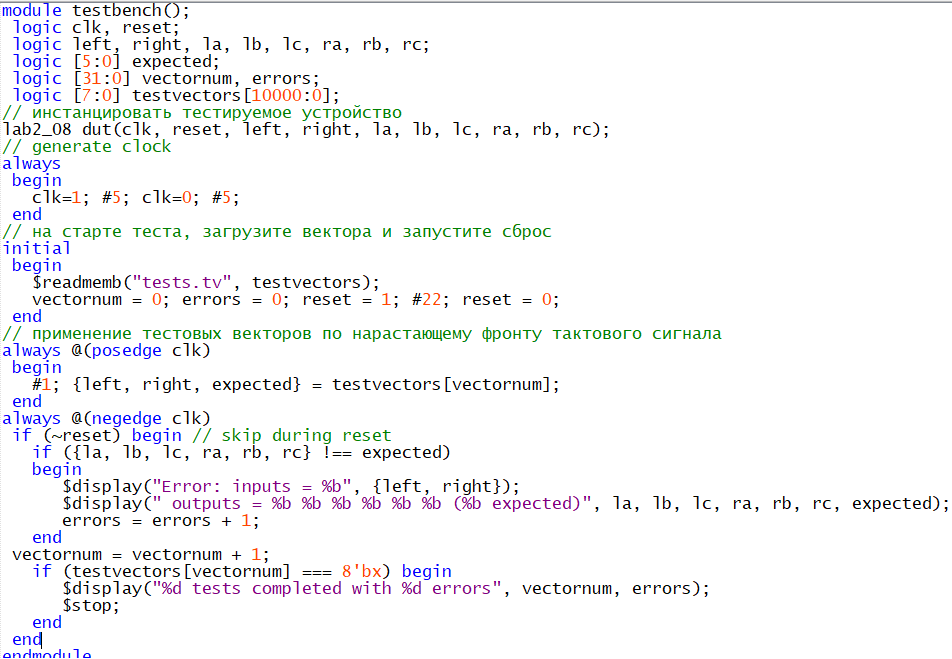 module testbench();
logic clk, reset;
logic left, right, la, lb, lc, ra, rb, rc;
logic [5:0] expected;
logic [31:0] vectornum, errors;
logic [7:0] testvectors[10000:0];
// инстанцировать тестируемое устройство
lab2_08 dut(clk, reset, left, right, la, lb, lc, ra, rb, rc);
// generate clock
always
begin
clk=1; #5; clk=0; #5;
end
// на старте теста, загрузите вектора и запустите сброс
initial
begin
$readmemb("tests.tv", testvectors);
vectornum = 0; errors = 0; reset = 1; #22; reset = 0;
end
// применение тестовых векторов по нарастающему фронту тактового сигнала
always @(posedge clk)
begin
#1; {left, right, expected} = testvectors[vectornum];
end
always @(negedge clk)
if (~reset) begin // skip during reset
if ({la, lb, lc, ra, rb, rc} !== expected)
begin
$display("Error: inputs = %b", {left, right});
$display(" outputs = %b %b %b %b %b %b (%b expected)", la, lb, lc, ra, rb, rc, expected);
errors = errors + 1;
end
vectornum = vectornum + 1;
if (testvectors[vectornum] === 8'bx) begin
$display("%d tests completed with %d errors", vectornum, errors);
$stop;
end
end
endmodule